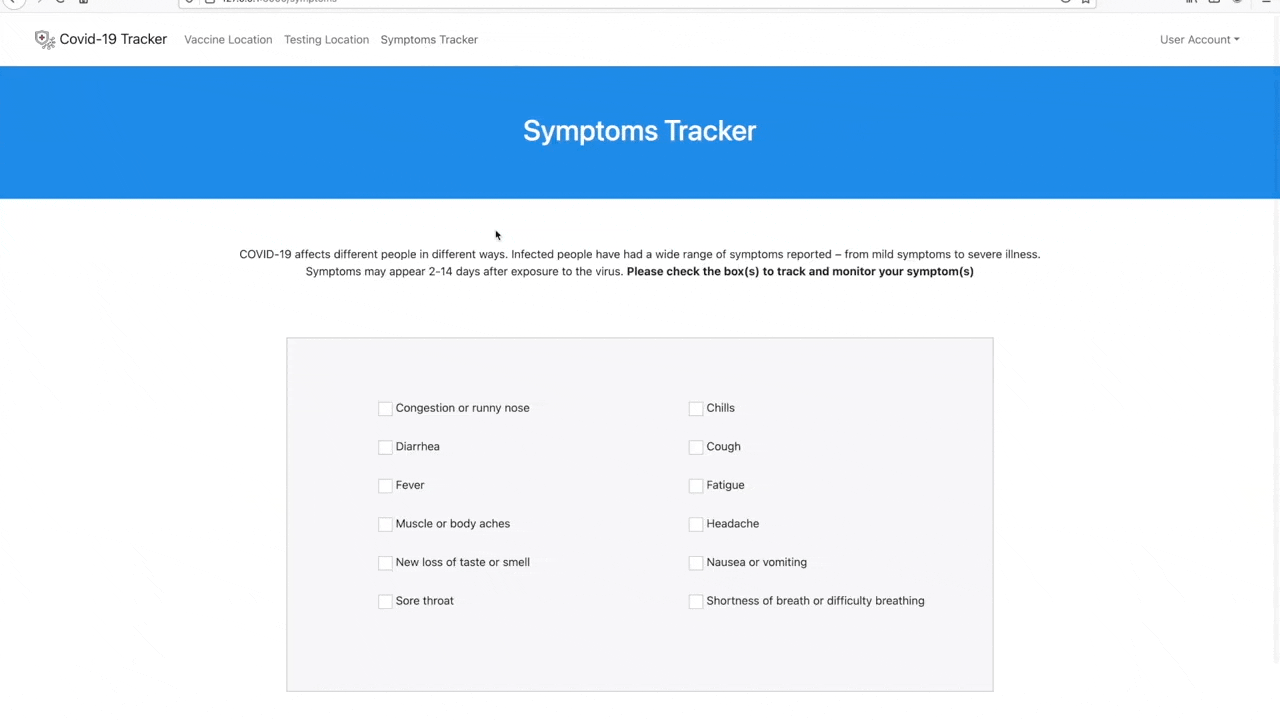 Covid-19 Tracker Vaccine Location Testing Location Symptoms Tracker User Account
Symptoms Tracker
COVID-19 affects different people in different ways. Infected people have had a wide range of symptoms reported – from mild symptoms to severe illness.
Symptoms may appear 2-14 days after exposure to the virus. Please check the box(s) to track and monitor your symptom(s)
Congestion or runny nose Chills
Diarrhea Cough
Fever Fatigue
Muscle or body aches Headache
New loss of taste or smell Nausea or vomiting
Sore throat Shortness of breath or difficulty breathing